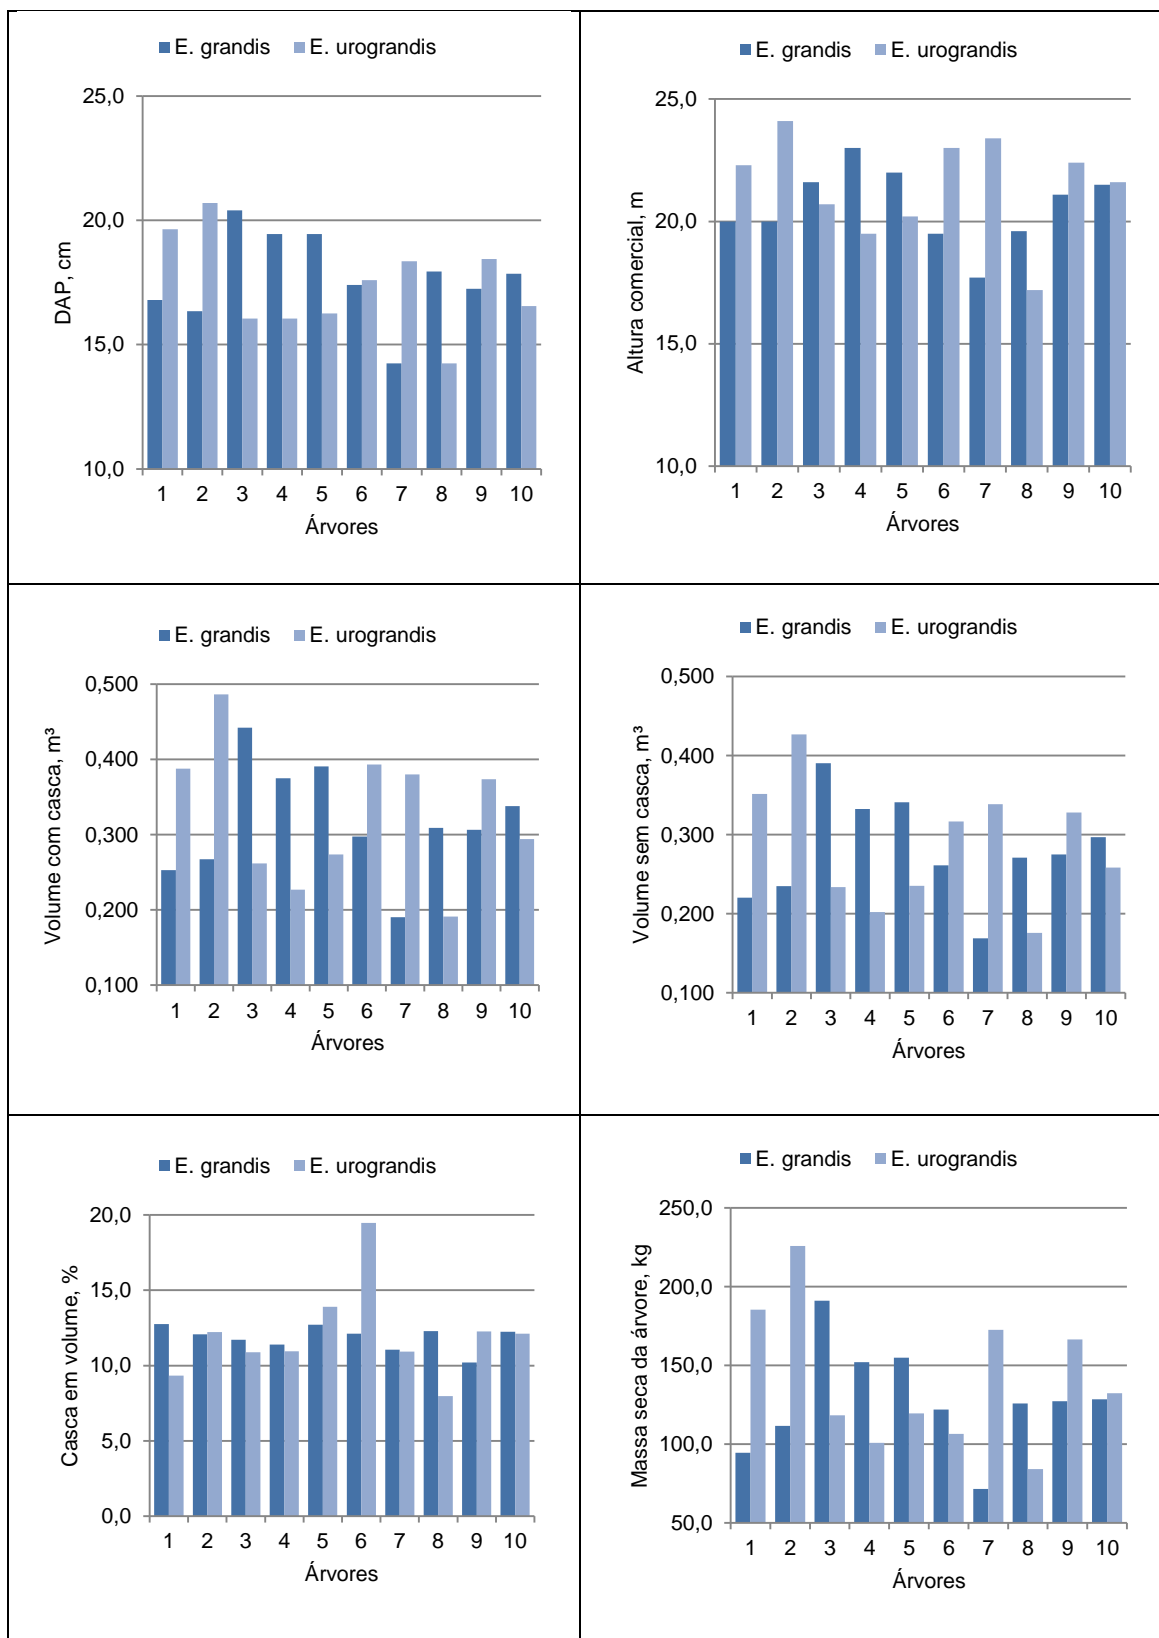 E. grandis E. urograndis
DAP, cm
25,0
20,0
15,0
10,0
1 2 3 4 5 6 7 8 9 10
Árvores
E. grandis E. urograndis
Altura comercial, m
25,0
20,0
15,0
10,0
1 2 3 4 5 6 7 8 9 10
Árvores
E. grandis E. urograndis
Volume com casca, m³
0,500
0,400
0,300
0,200
0,100
1 2 3 4 5 6 7 8 9 10
Árvores
E. grandis E. urograndis
Volume sem casca, m³
0,500
0,400
0,300
0,200
0,100
1 2 3 4 5 6 7 8 9 10
Árvores
E. grandis E. urograndis
Casca em volume, %
20,0
15,0
10,0
5,0
0,0
1 2 3 4 5 6 7 8 9 10
Árvores
E. grandis E. urograndis
Massa seca da árvore, kg
250,0
200,0
150,0
100,0
50,0
1 2 3 4 5 6 7 8 9 10
Árvores